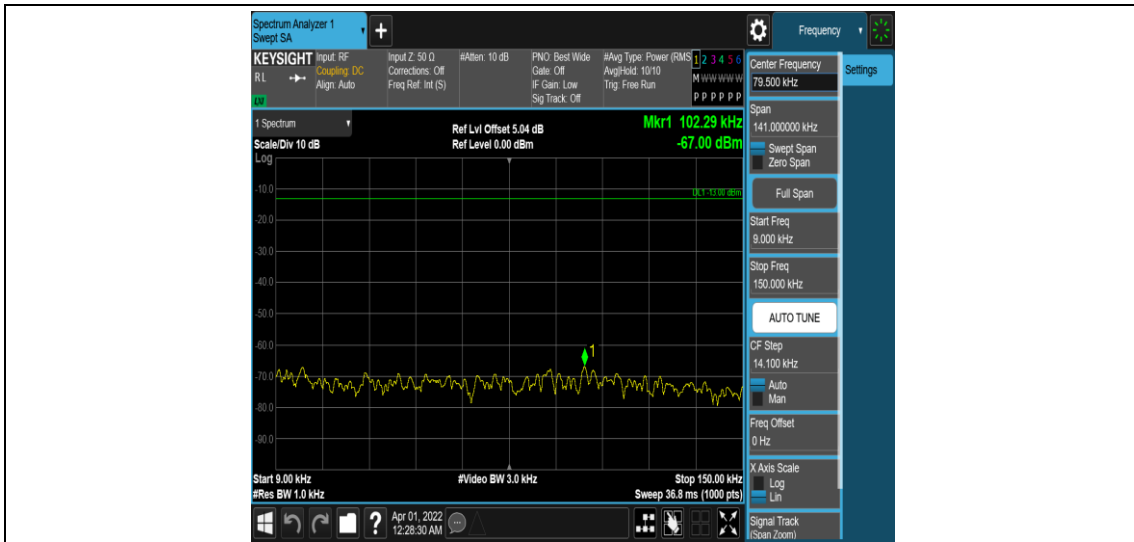 Spectrum Analyzer 1
Swept SA
Frequency
KEYSIGHT
RL
Input: RF
Coupling: DC
Align: Auto
Input Z: 50 Ω
Corrections: Off
Freq Ref: Int (S)
#Atten: 10 dB
PNO: Best Wide
Gate: Off
IF Gain: Low
Sig Track: Off
#Avg Type: Power (RMS
Avg|Hold: 10/10
Trig: Free Run
1 2 3 4 5 6
M W W W W W
P P P P P P
Center Frequency
79.500 kHz
Settings
Span
141.000000 kHz
Swept Span
Zero Span
Full Span
Start Freq
9.000 kHz
Stop Freq
150.000 kHz
AUTO TUNE
CF Step
14.100 kHz
Auto
Man
Freq Offset
0 Hz
X Axis Scale
Log
Lin
Signal Track
(Span Zoom)
1 Spectrum
Scale/Div 10 dB
Log
Ref Lvl Offset 5.04 dB
Ref Level 0.00 dBm
Mkr1 102.29 kHz
-67.00 dBm
DL1 -13.00 dBm
-10.0
-20.0
-30.0
-40.0
-50.0
-60.0
-70.0
-80.0
-90.0
1
Start 9.00 kHz
#Res BW 1.0 kHz
#Video BW 3.0 kHz
Stop 150.00 kHz
Sweep 36.8 ms (1000 pts)
?
Apr 01, 2022
12:28:30 AM